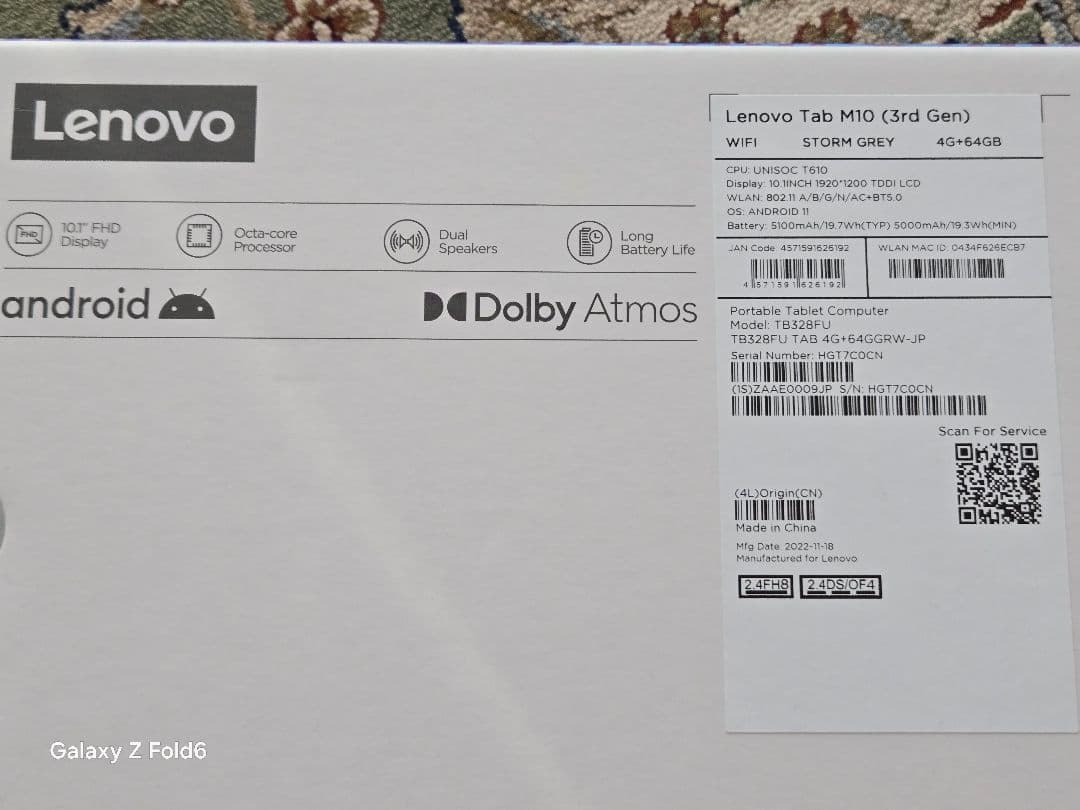 Lenovo
FHD
10.1" FHD
Display
Octa-core
Processor
Dual
Speakers
Long
Battery Life
android
Dolby Atmos
Lenovo Tab M10 (3rd Gen)
WIFI STORM GREY 4G+64GB
CPU: UNISOC T610
Display: 10.1INCH 1920*1200 TDDI LCD
WLAN: 802.11 A/B/G/N/AC+BT5.0
OS: ANDROID 11
Battery: 5100mAh/19.7Wh(TYP) 5000mAh/19.3Wh(MIN)
JAN Code 4571591626192
4 571591 626192
WLAN MAC ID: 0434F626ECB7
Portable Tablet Computer
Model: TB328FU
TB328FU TAB 4G+64GGRW-JP
Serial Number: HGT7C0CN
(1S)ZAAE0009JP S/N: HGT7C0CN
Scan For Service
(4L)Origin(CN)
Made in China
Mfg Date: 2022-11-18
Manufactured for Lenovo
2.4FH8 2.4DS/OF4
Galaxy Z Fold6